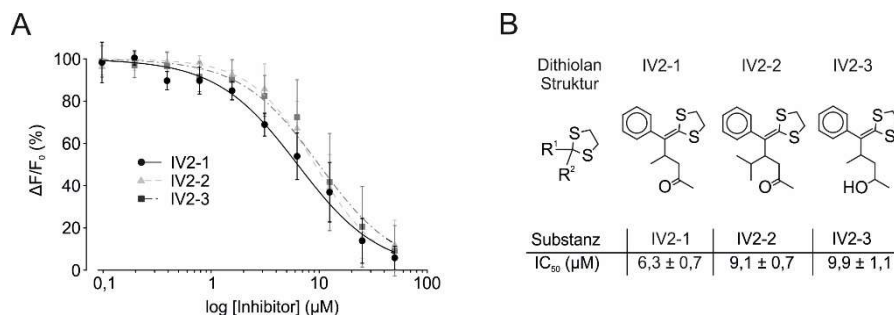 A
100
80
60
40
20
0
ΔF/F₀ (%)
IV2-1
IV2-2
IV2-3
0,1
1
10
100
log [Inhibitor] (µM)
B
Dithiolan Struktur
IV2-1
IV2-2
IV2-3
S
S
R¹
R²
S
S
O
S
S
O
S
S
HO
Substanz IV2-1 IV2-2 IV2-3
IC₅₀ (µM) 6,3 ± 0,7 9,1 ± 0,7 9,9 ± 1,1